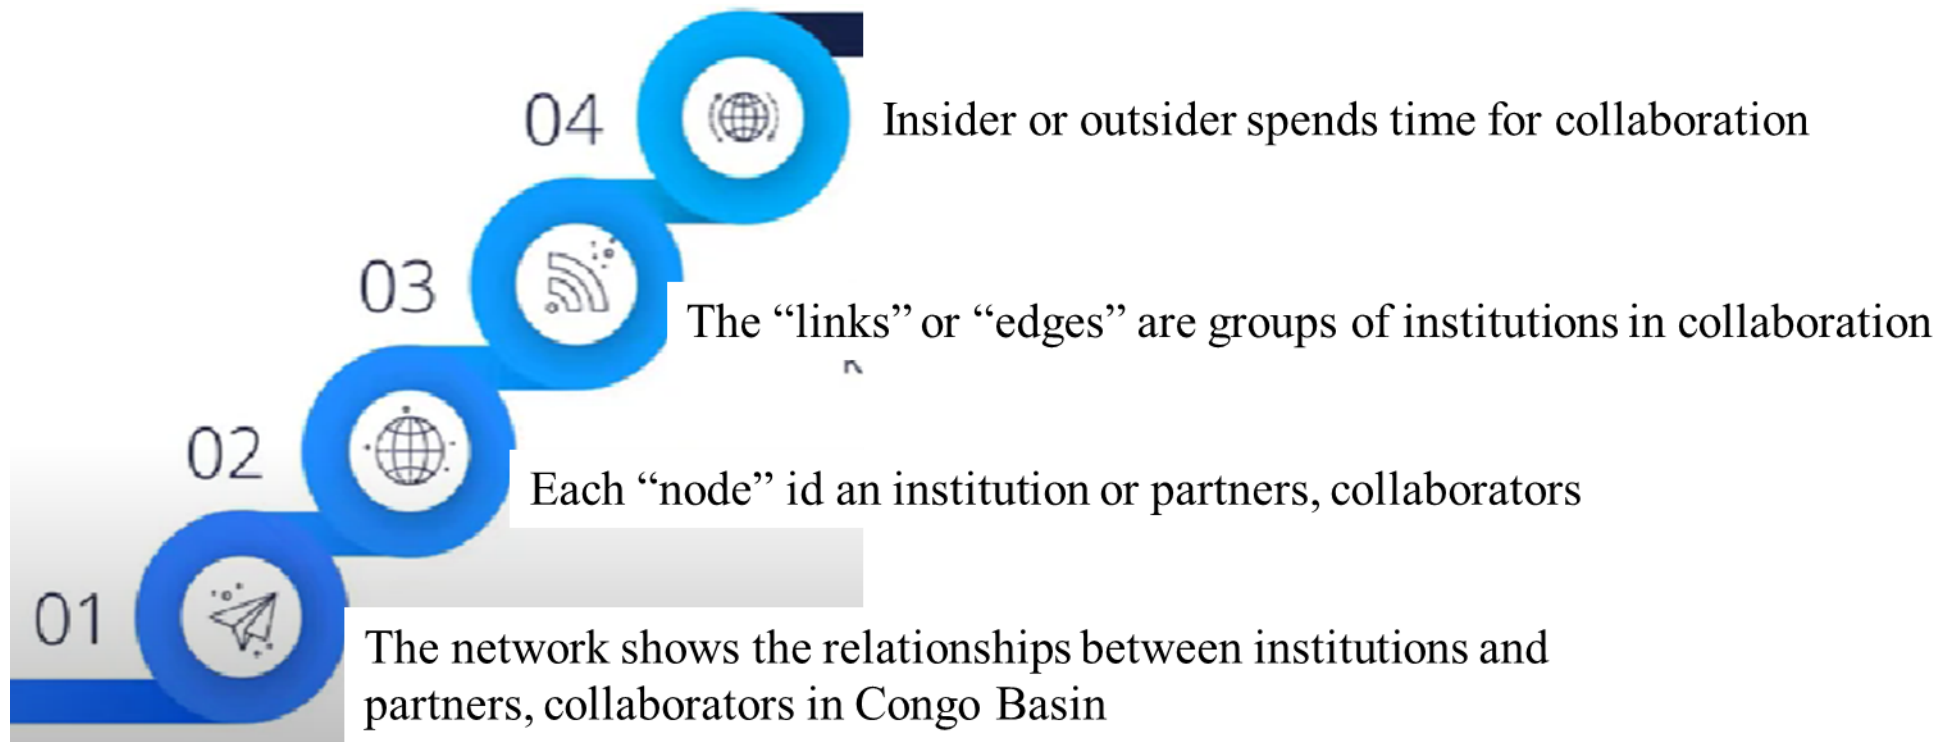 04
Insider or outsider spends time for collaboration
03
The “links” or “edges” are groups of institutions in collaboration
02
Each “node” id an institution or partners, collaborators
01
The network shows the relationships between institutions and
partners, collaborators in Congo Basin